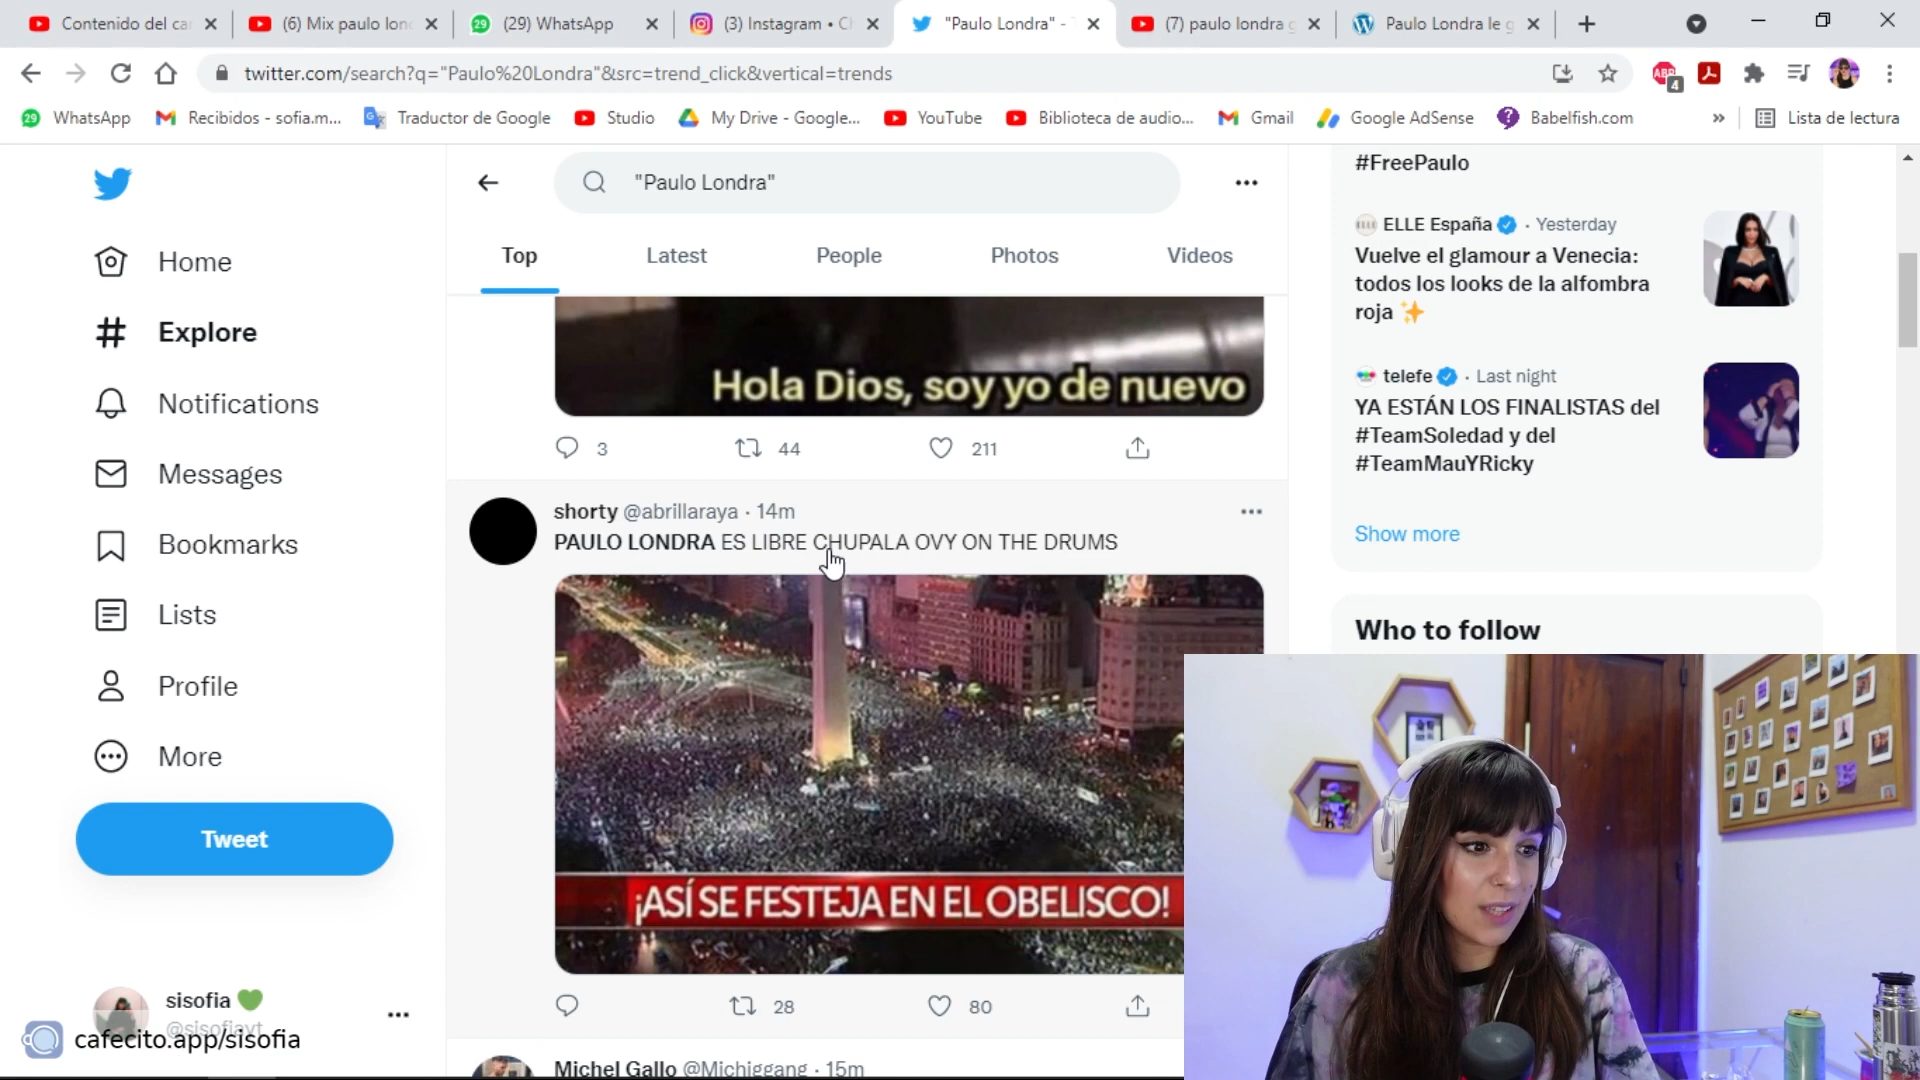 Contenido del ca
(6) Mix paulo lon
(29) WhatsApp
(3) Instagram • C
"Paulo Londra" -
(7) paulo londra g
Paulo Londra le g
twitter.com/search?q="Paulo%20Londra"&src=trend_click&vertical=trends
ABP
4
29 WhatsApp
Recibidos - sofia.m...
Traductor de Google
Studio
My Drive - Google...
YouTube
Biblioteca de audio...
Gmail
Google AdSense
Babelfish.com
»
Lista de lectura
"Paulo Londra"
Top
Latest
People
Photos
Videos
Home
Explore
Notifications
Messages
Bookmarks
Lists
Profile
More
Tweet
sisofia 💚
@sisofiayt
cafecito.app/sisofia
Hola Dios, soy yo de nuevo
3
44
211
shorty @abrillaraya · 14m
PAULO LONDRA ES LIBRE CHUPALA OVY ON THE DRUMS
¡ASÍ SE FESTEJA EN EL OBELISCO!
28
80
Michel Gallo @Michiggang · 15m
#FreePaulo
ELLE España · Yesterday
Vuelve el glamour a Venecia:
todos los looks de la alfombra
roja ✨
telefe · Last night
YA ESTÁN LOS FINALISTAS del
#TeamSoledad y del
#TeamMauYRicky
Show more
Who to follow